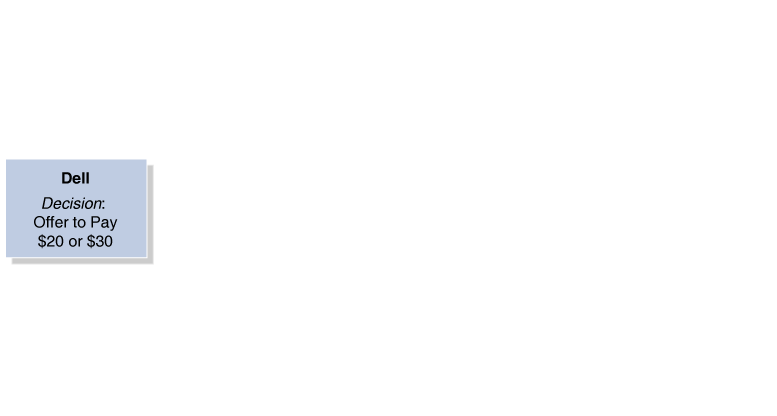 Dell
Decision:
Offer to Pay
$20 or $30